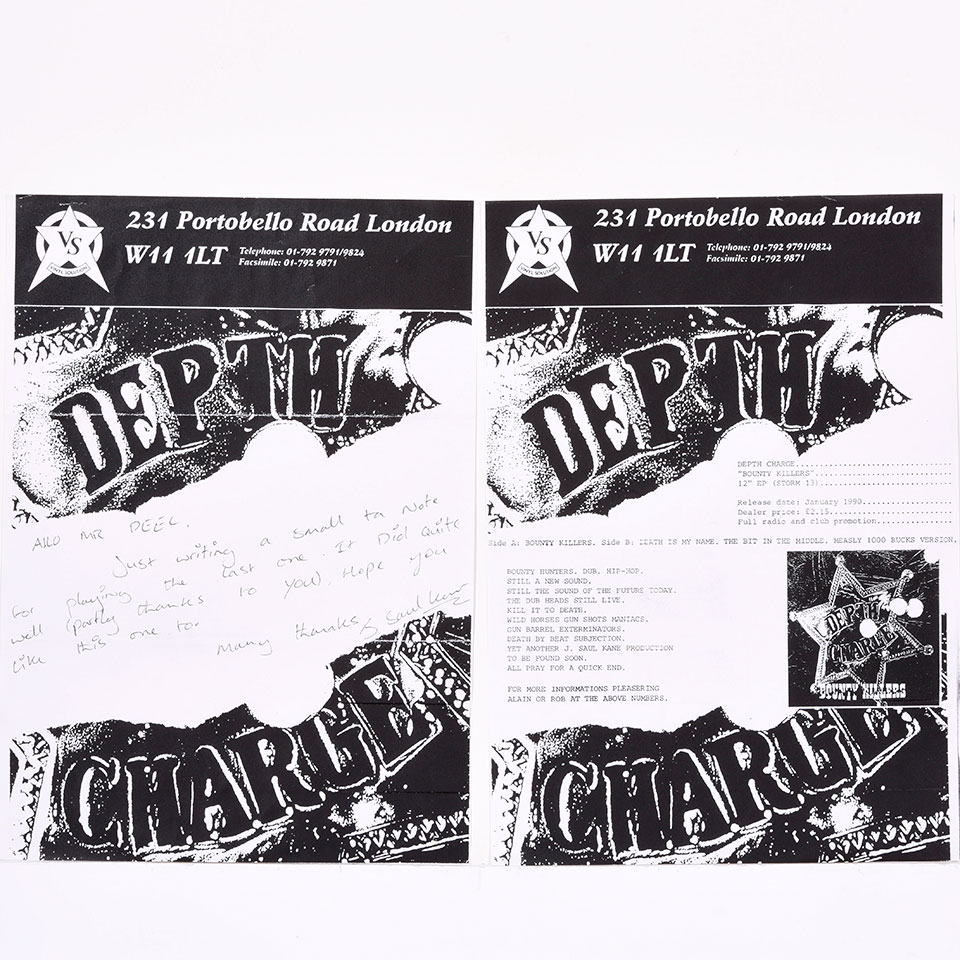 VS
VINYL SOLUTION
231 Portobello Road London
W11 1LT
Telephone: 01-792 9791/9824
Facsimile: 01-792 9871
DEPTH
AllO MR PEEL.
Just writing a small ta Note
for playing the last one. It Did quite
well (partly thanks to you) Hope you
like this one to.
Many thanks
J Saul Kane
CHARGE
VS
VINYL SOLUTION
231 Portobello Road London
W11 1LT
Telephone: 01-792 9791/9824
Facsimile: 01-792 9871
DEPTH
DEPTH CHARGE..............................
"BOUNTY KILLERS"..........................
12" EP (STORM 13).........................
Release date: January 1990................
Dealer price: £2.15.......................
Full radio and club promotion.............
Side A: BOUNTY KILLERS. Side B: DEATH IS MY NAME. THE BIT IN THE MIDDLE. MEASLY 1000 BUCKS VERSION.
BOUNTY HUNTERS. DUB. HIP-HOP.
STILL A NEW SOUND.
STILL THE SOUND OF THE FUTURE TODAY.
THE DUB HEADS STILL LIVE.
KILL IT TO DEATH.
WILD HORSES GUN SHOTS MANIACS.
GUN BARREL EXTERMINATORS.
DEATH BY BEAT SUBJECTION.
YET ANOTHER J. SAUL KANE PRODUCTION
TO BE FOUND SOON.
ALL PRAY FOR A QUICK END.
FOR MORE INFORMATIONS PLEASERING
ALAIN OR ROB AT THE ABOVE NUMBERS.
DEPTH
CHARGE
BOUNTY KILLERS
CHARGE